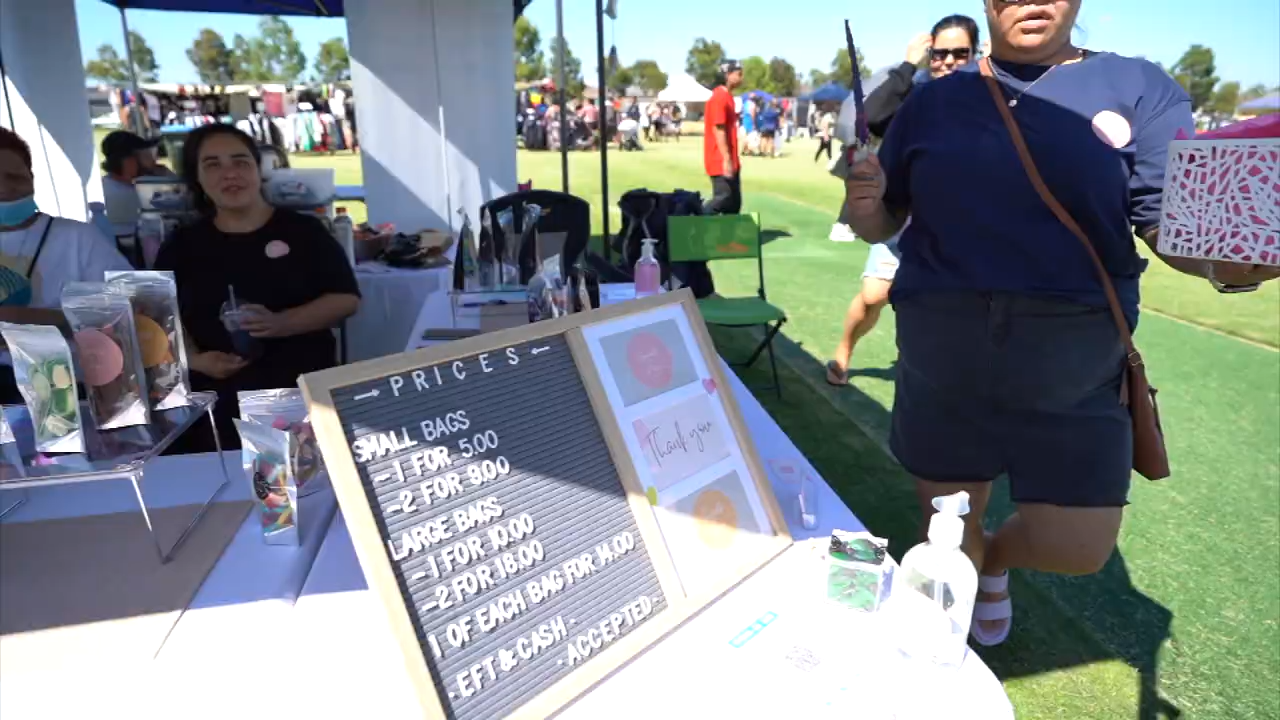 PRICES
SMALL BAGS
-1 FOR 5.00
-2 FOR 9.00
LARGE BAGS
-1 FOR 10.00
-2 FOR 18.00
1 OF EACH BAG FOR 14.00
-EFT & CASH-
-ACCEPTED-
Thank you